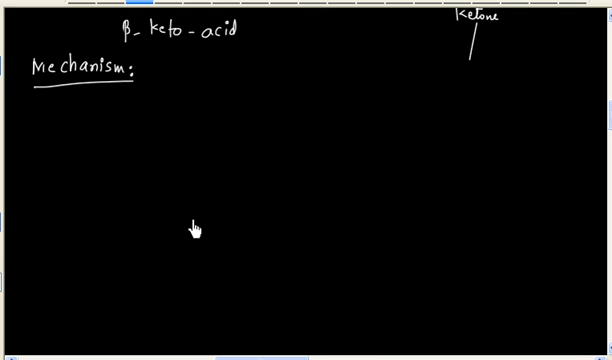 Ketone
β- keto-acid
Mechanism: